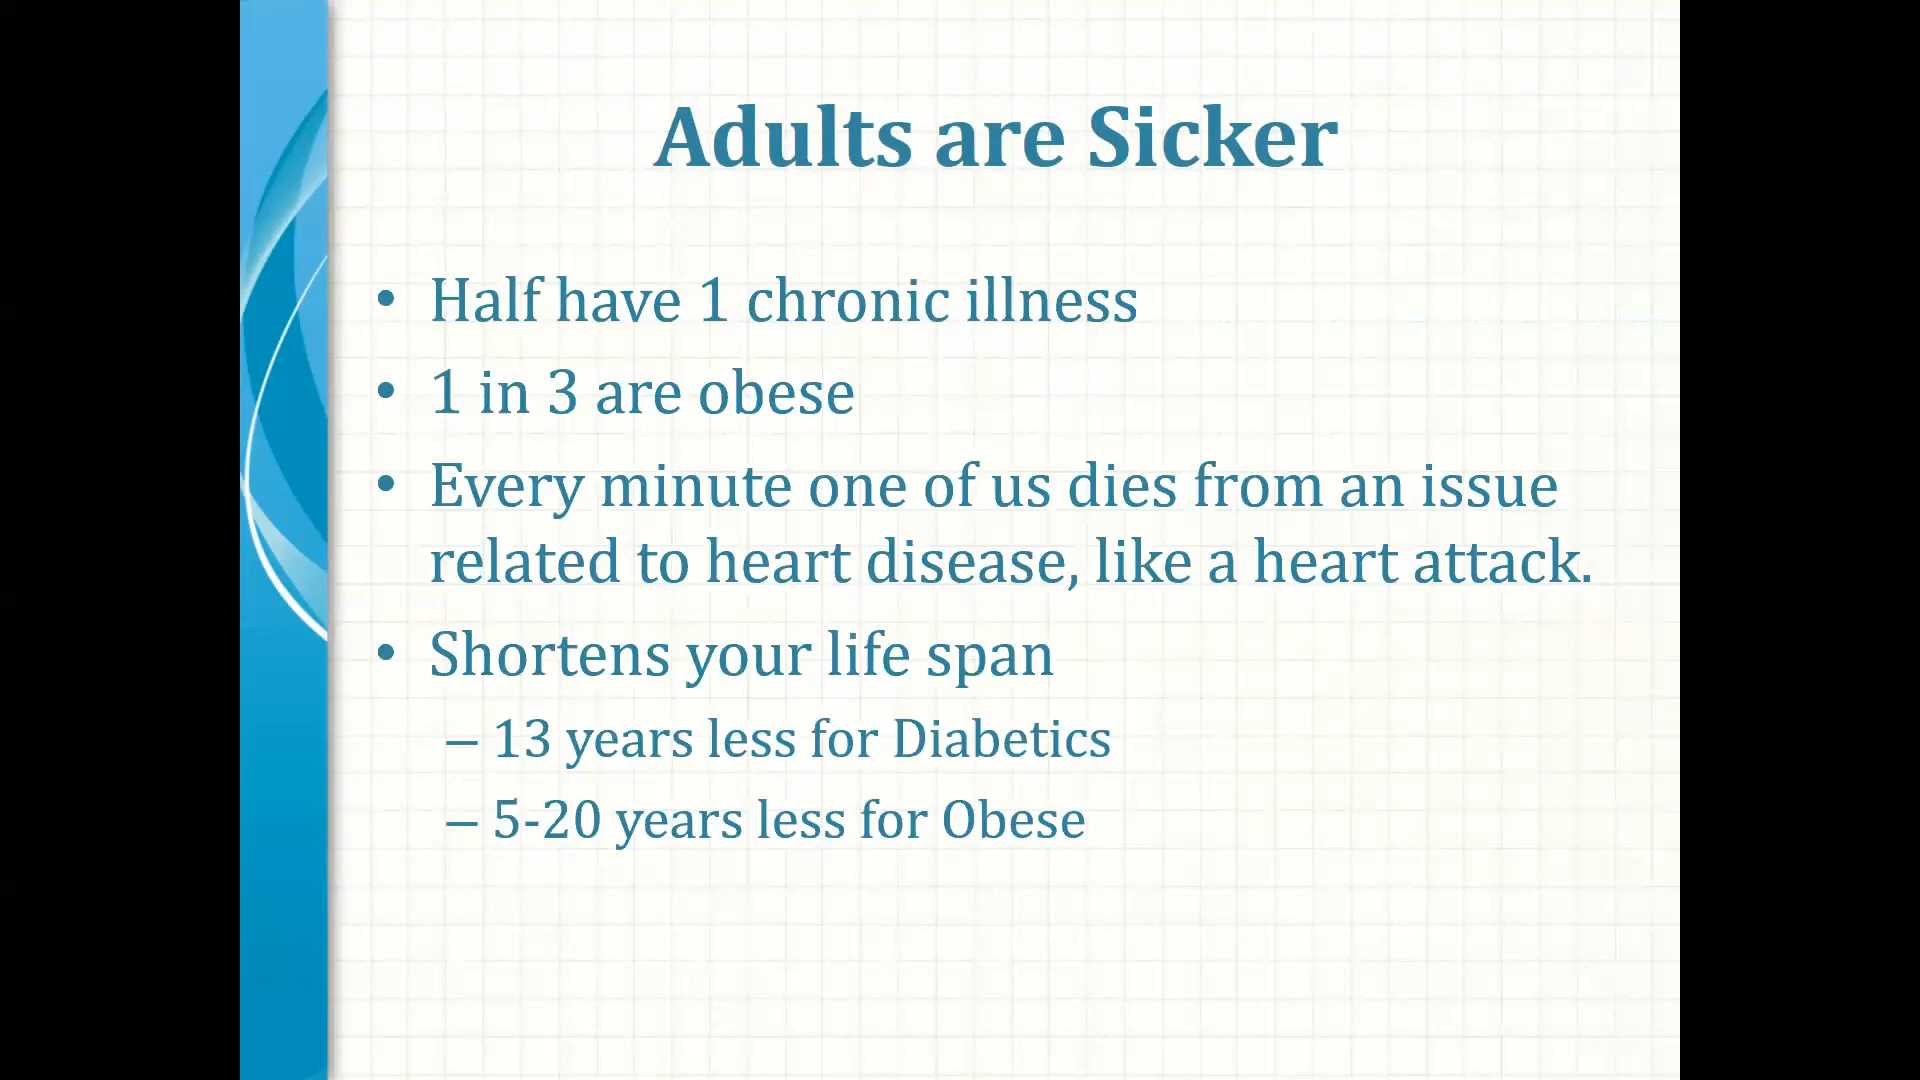 Adults are Sicker
• Half have 1 chronic illness
• 1 in 3 are obese
• Every minute one of us dies from an issue
related to heart disease, like a heart attack.
• Shortens your life span
– 13 years less for Diabetics
– 5-20 years less for Obese